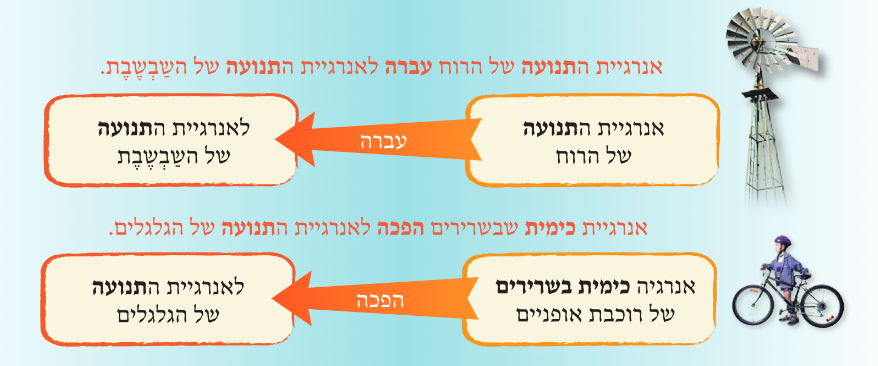 אנרגיית התנועה של הרוח עברה לאנרגיית התנועה של השַבְשֶבֶת.
אנרגיית התנועה
של הרוח
עברה
לאנרגיית התנועה
של השַבְשֶבֶת
אנרגיית כימית שבשרירים הפכה לאנרגיית התנועה של הגלגלים.
אנרגיה כימית בשרירים
של רוכבת אופניים
הפכה
לאנרגיית התנועה
של הגלגלים